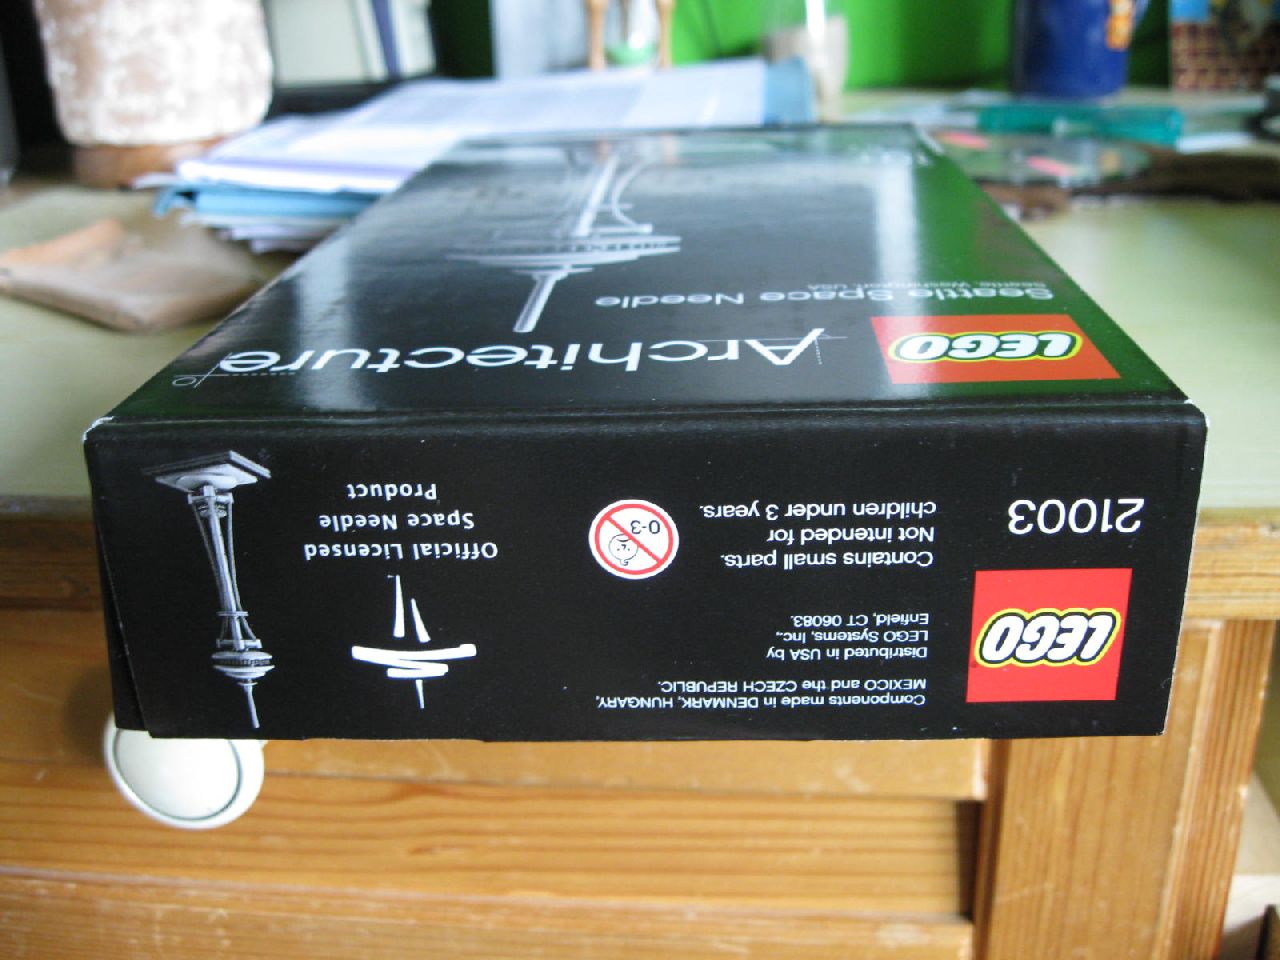 LEGO
Architecture
Seattle Space Needle
Seattle, Washington, USA
LEGO
21003
Components made in DENMARK, HUNGARY,
MEXICO and the CZECH REPUBLIC.
Distributed in USA by
LEGO Systems, Inc.,
Enfield, CT 06083.
Contains small parts.
Not intended for
children under 3 years.
0-3
Official Licensed
Space Needle
Product